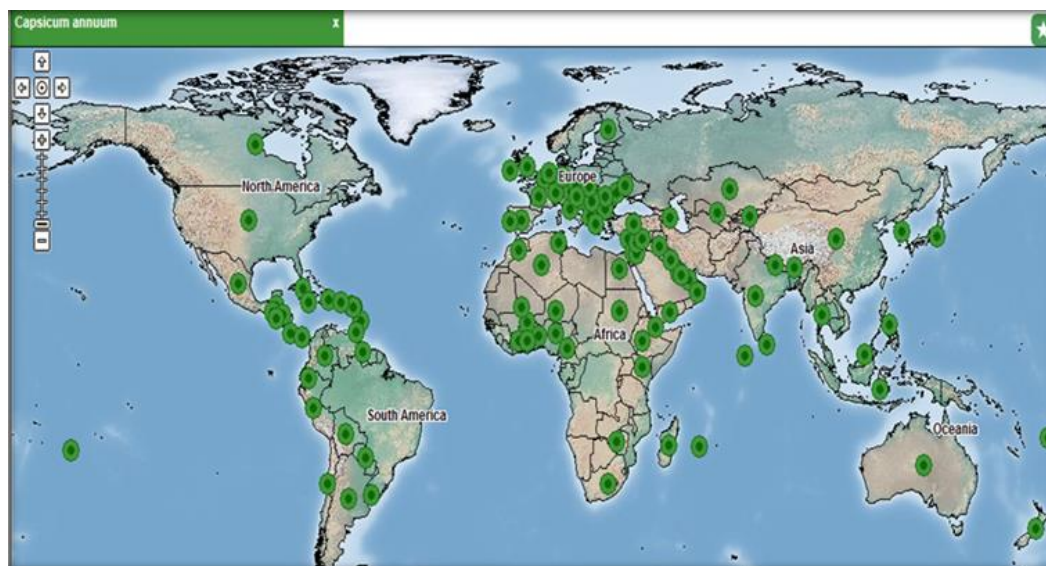 Capsicum annuum x
North America
Europe
Asia
Africa
South America
Oceania